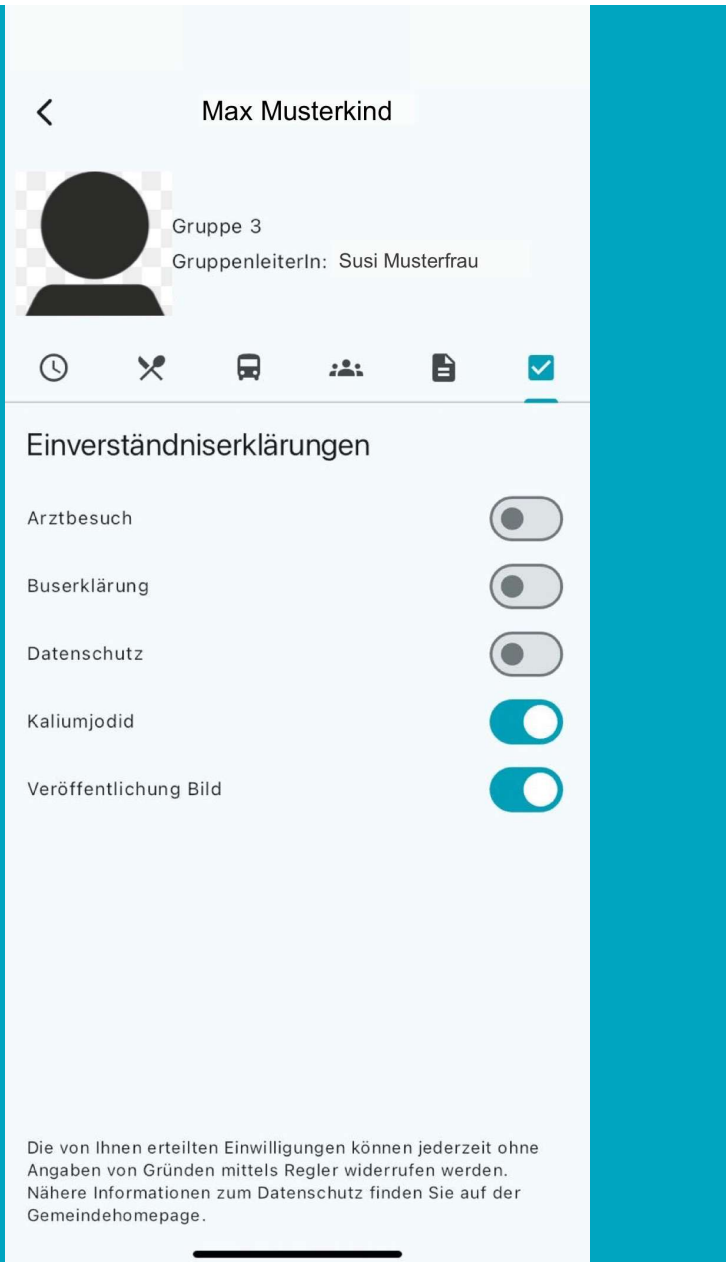 Max Musterkind
Gruppe 3
GruppenleiterIn: Susi Musterfrau
Einverständniserklärungen
Arztbesuch
Buserklärung
Datenschutz
Kaliumjodid
Veröffentlichung Bild
Die von Ihnen erteilten Einwilligungen können jederzeit ohne
Angaben von Gründen mittels Regler widerrufen werden.
Nähere Informationen zum Datenschutz finden Sie auf der
Gemeindehomepage.